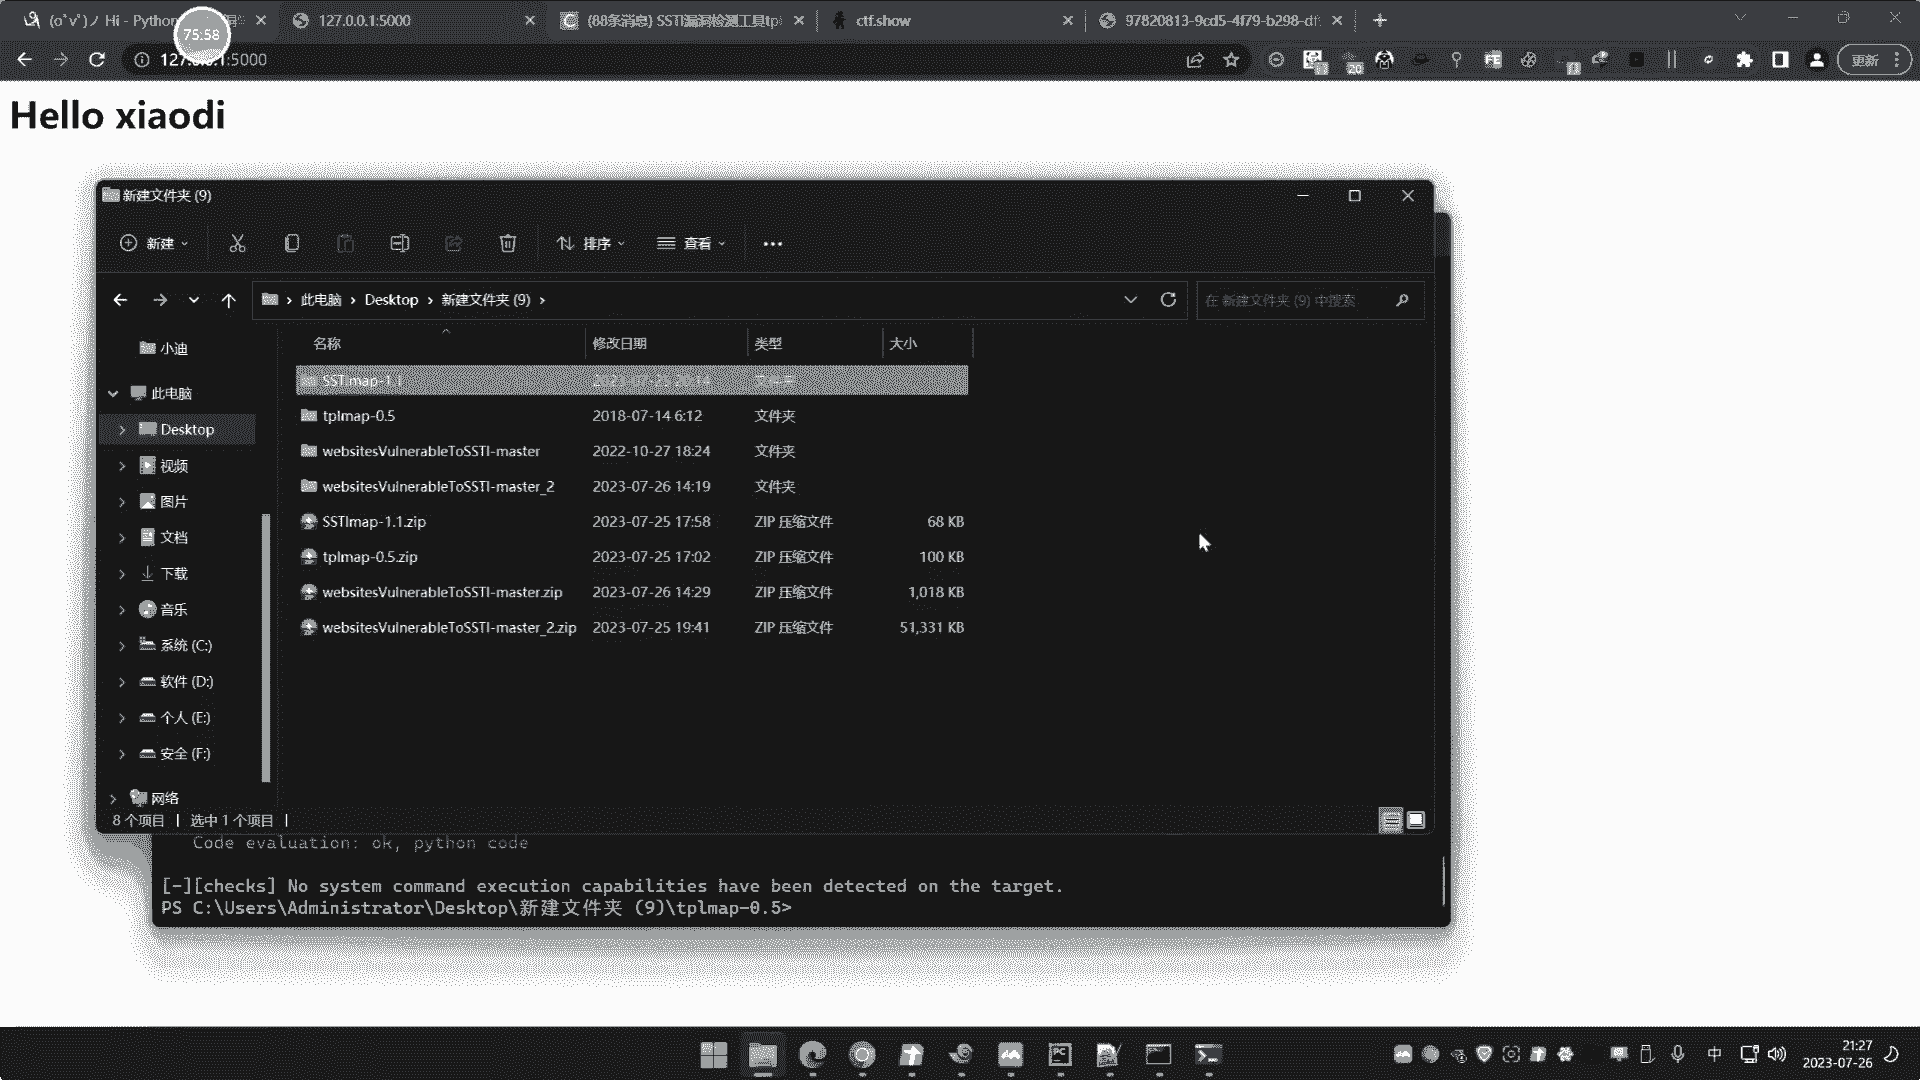 (oˇvˇ)ノ Hi - Python
75:58
127.0.0.1:5000
(88条消息) SSTI漏洞检测工具tpl
ctf.show
97820813-9cd5-4f79-b298-df
:5000
20
更新
Hello xiaodi
新建文件夹 (9)
新建
排序
查看
此电脑 › Desktop › 新建文件夹 (9) ›
在 新建文件夹 (9) 中搜索
名称 修改日期 类型 大小
小迪
此电脑
Desktop
视频
图片
文档
下载
音乐
系统 (C:)
软件 (D:)
个人 (E:)
安全 (F:)
网络
SSTImap-1.1 2023-07-25 20:14 文件夹
tplmap-0.5 2018-07-14 6:12 文件夹
websitesVulnerableToSSTI-master 2022-10-27 18:24 文件夹
websitesVulnerableToSSTI-master_2 2023-07-26 14:19 文件夹
SSTImap-1.1.zip 2023-07-25 17:58 ZIP 压缩文件 68 KB
tplmap-0.5.zip 2023-07-25 17:02 ZIP 压缩文件 100 KB
websitesVulnerableToSSTI-master.zip 2023-07-26 14:29 ZIP 压缩文件 1,018 KB
websitesVulnerableToSSTI-master_2.zip 2023-07-25 19:41 ZIP 压缩文件 51,331 KB
8 个项目 | 选中 1 个项目 |
Code evaluation: ok, python code
[-][checks] No system command execution capabilities have been detected on the target.
PS C:\Users\Administrator\Desktop\新建文件夹 (9)\tplmap-0.5>
中
21:27
2023-07-26